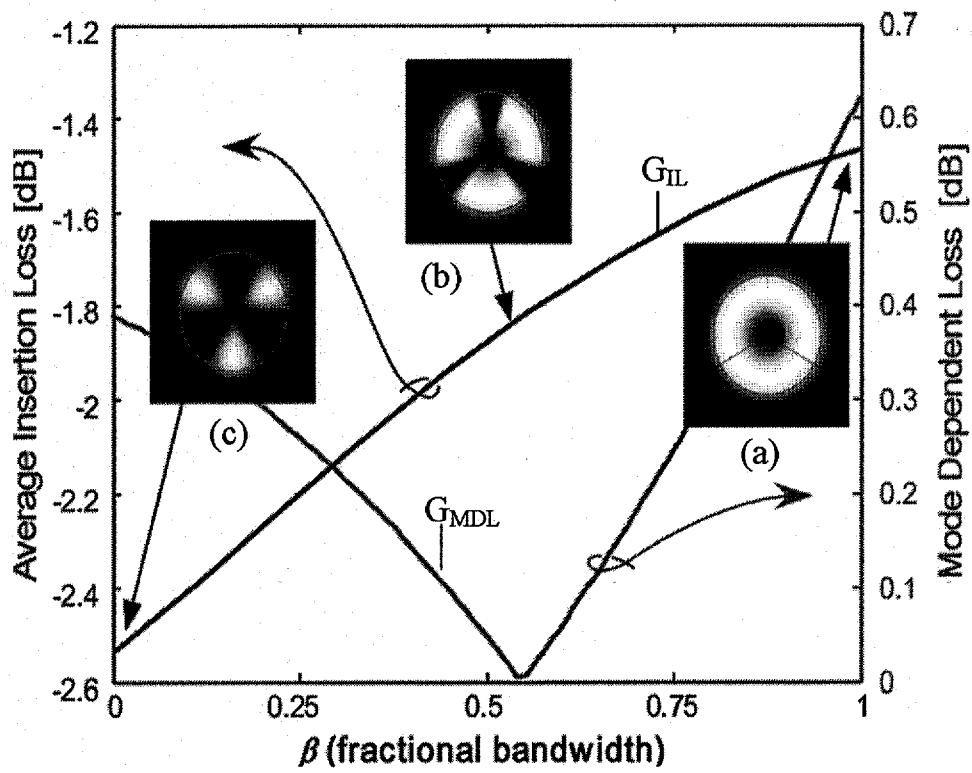 Average Insertion Loss [dB]
-1.2
-1.4
-1.6
-1.8
-2
-2.2
-2.4
-2.6
(b)
(c)
(a)
G_IL
G_MDL
0.7
0.6
0.5
0.4
0.3
0.2
0.1
0
Mode Dependent Loss [dB]
0
0.25
0.5
0.75
1
β (fractional bandwidth)